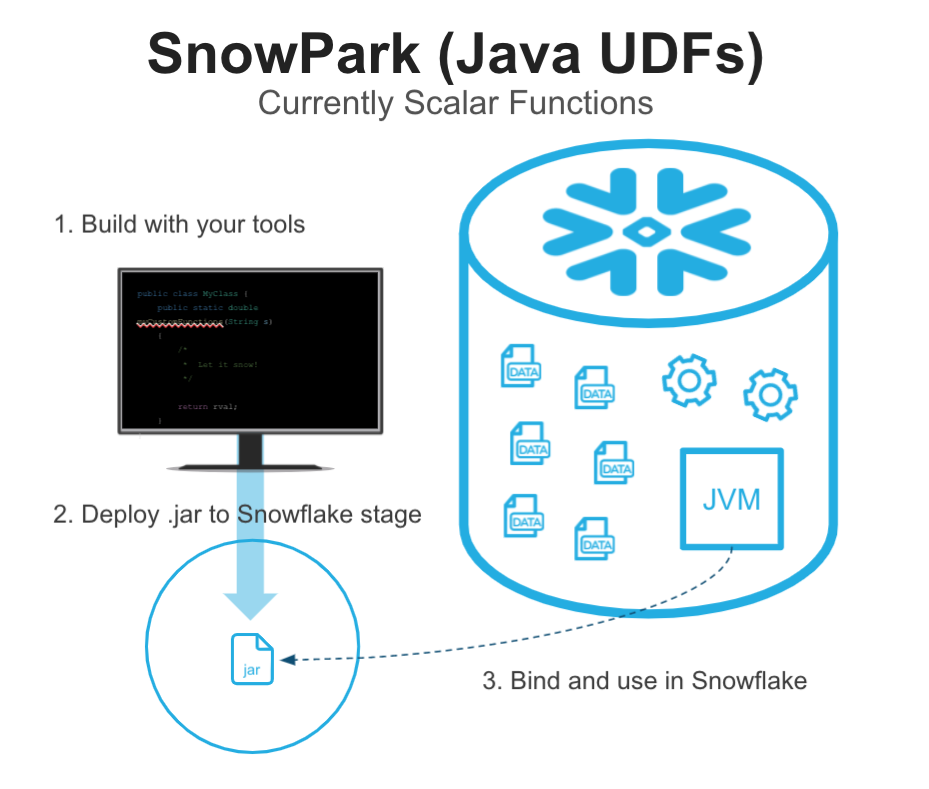 SnowPark (Java UDFs)
Currently Scalar Functions
1. Build with your tools
public class MyClass {
public static double
myCustomFunctions(String s)
{
/*
* Let it snow!
*/
return rval;
}
2. Deploy .jar to Snowflake stage
jar
DATA
DATA
DATA
DATA
DATA
DATA
JVM
3. Bind and use in Snowflake